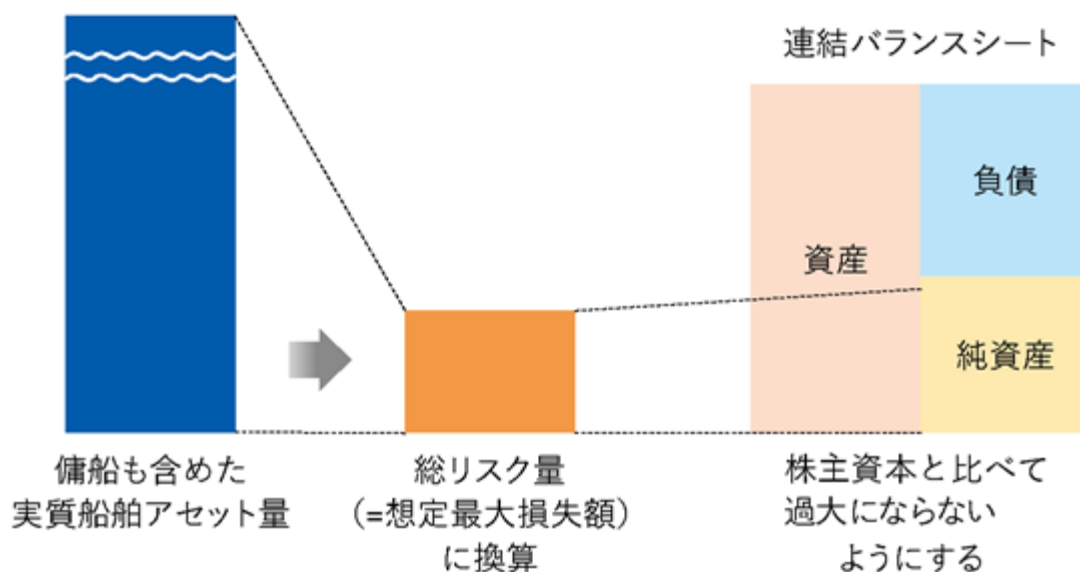 連結バランスシート
負債
資産
純資産
傭船も含めた
実質船舶アセット量
総リスク量
(=想定最大損失額)
に換算
株主資本と比べて
過大にならない
ようにする